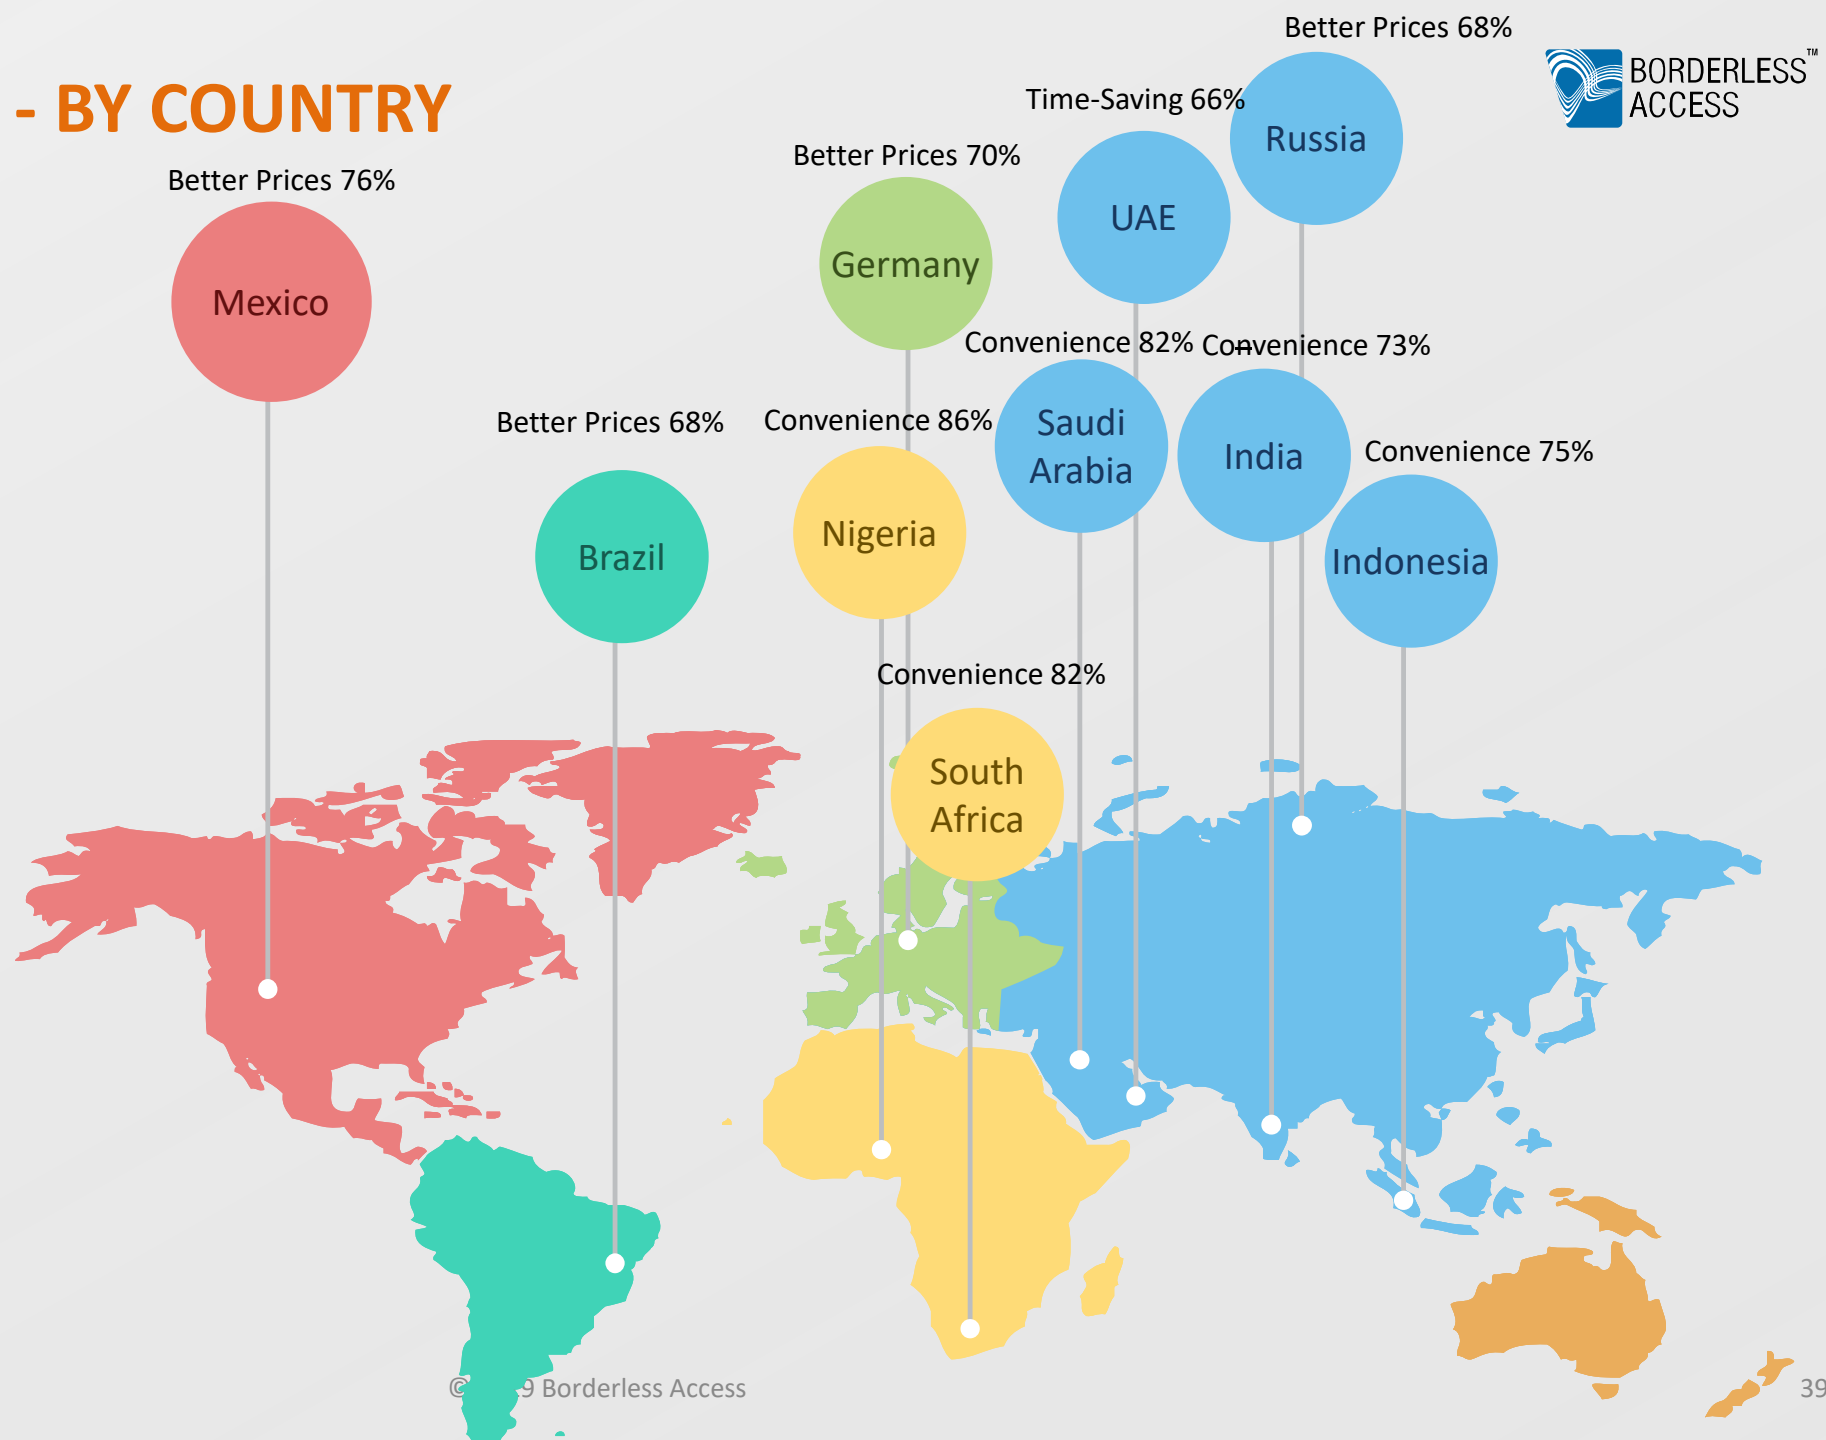 - BY COUNTRY
BORDERLESS™
ACCESS
Better Prices 68%
Russia
Time-Saving 66%
UAE
Better Prices 70%
Germany
Better Prices 76%
Mexico
Convenience 82%
Saudi
Arabia
Convenience 73%
India
Better Prices 68%
Brazil
Convenience 86%
Nigeria
Convenience 75%
Indonesia
Convenience 82%
South
Africa
© 9 Borderless Access
39